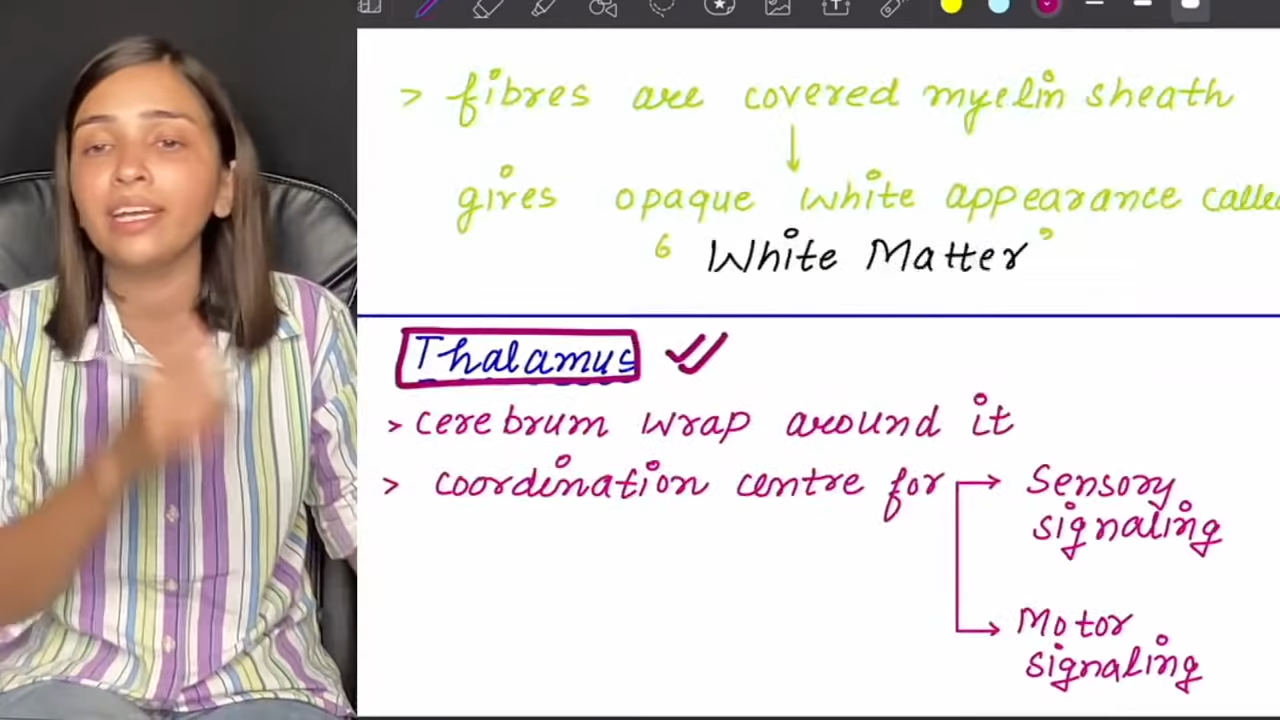 > fibres are covered myelin sheath
↓
gives opaque white appearance calle
' White Matter '
Thalamus
> cerebrum wrap around it
> coordination centre for → Sensory
signaling
→ Motor
signaling